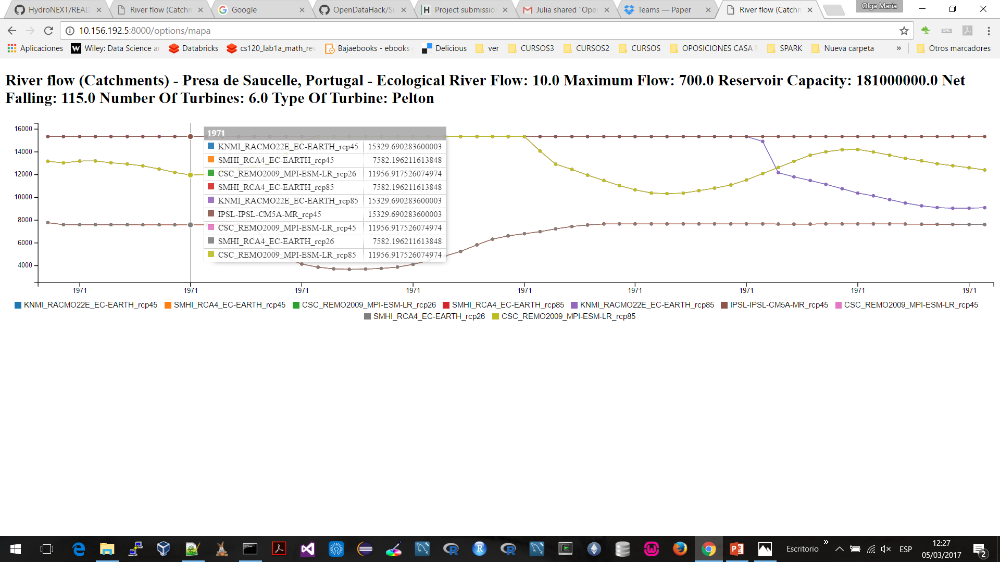 HydroNEXT/READ
River flow (Catchm
Google
OpenDataHack/Su
Project submission
Julia shared “Oper
Teams — Paper
River flow (Catchm
Olga María
10.156.192.5:8000/options/mapa
Aplicaciones
Wiley: Data Science an
Databricks
cs120_lab1a_math_rev
Bajaebooks - ebooks
Delicious
ver
CURSOS3
CURSOS2
CURSOS
OPOSICIONES CASA
SPARK
Nueva carpeta
»
Otros marcadores
River flow (Catchments) - Presa de Saucelle, Portugal - Ecological River Flow: 10.0 Maximum Flow: 700.0 Reservoir Capacity: 181000000.0 Net
Falling: 115.0 Number Of Turbines: 6.0 Type Of Turbine: Pelton
16000
14000
12000
10000
8000
6000
4000
1971
KNMI_RACMO22E_EC-EARTH_rcp45 15329.690283600003
SMHI_RCA4_EC-EARTH_rcp45 7582.196211613848
CSC_REMO2009_MPI-ESM-LR_rcp26 11956.917526074974
SMHI_RCA4_EC-EARTH_rcp85 7582.196211613848
KNMI_RACMO22E_EC-EARTH_rcp85 15329.690283600003
IPSL-IPSL-CM5A-MR_rcp45 15329.690283600003
CSC_REMO2009_MPI-ESM-LR_rcp45 11956.917526074974
SMHI_RCA4_EC-EARTH_rcp26 7582.196211613848
CSC_REMO2009_MPI-ESM-LR_rcp85 11956.917526074974
1971 1971 1971 1971 1971 1971 1971 1971 1971
KNMI_RACMO22E_EC-EARTH_rcp45 SMHI_RCA4_EC-EARTH_rcp45 CSC_REMO2009_MPI-ESM-LR_rcp26 SMHI_RCA4_EC-EARTH_rcp85 KNMI_RACMO22E_EC-EARTH_rcp85 IPSL-IPSL-CM5A-MR_rcp45 CSC_REMO2009_MPI-ESM-LR_rcp45
SMHI_RCA4_EC-EARTH_rcp26 CSC_REMO2009_MPI-ESM-LR_rcp85
Escritorio
»
ESP
12:27
05/03/2017
2